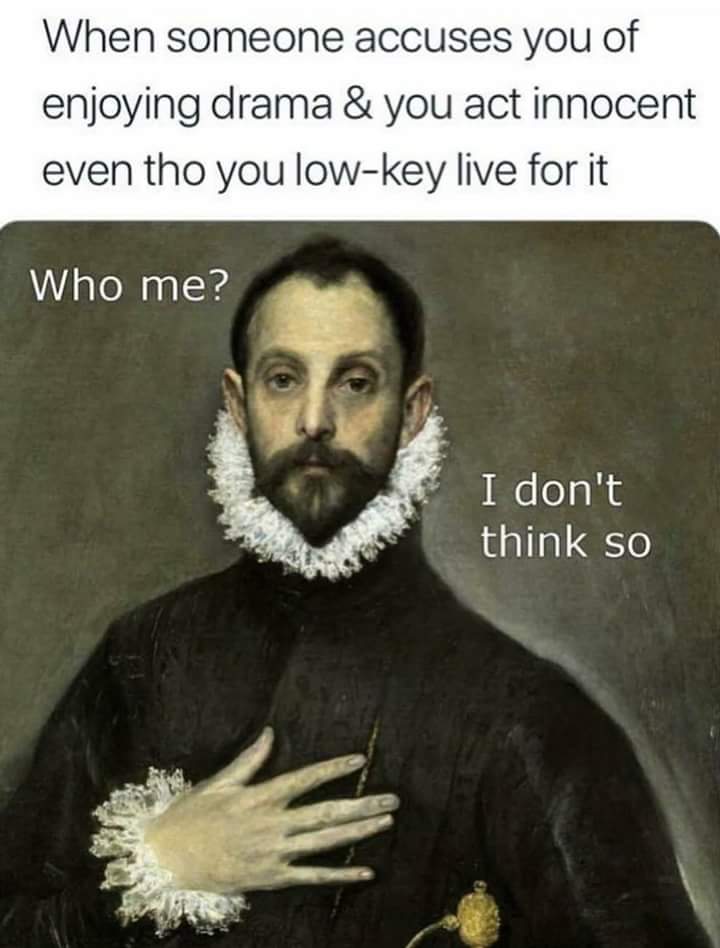 When someone accuses you of
enjoying drama & you act innocent
even tho you low-key live for it
Who me?
I don't
think so